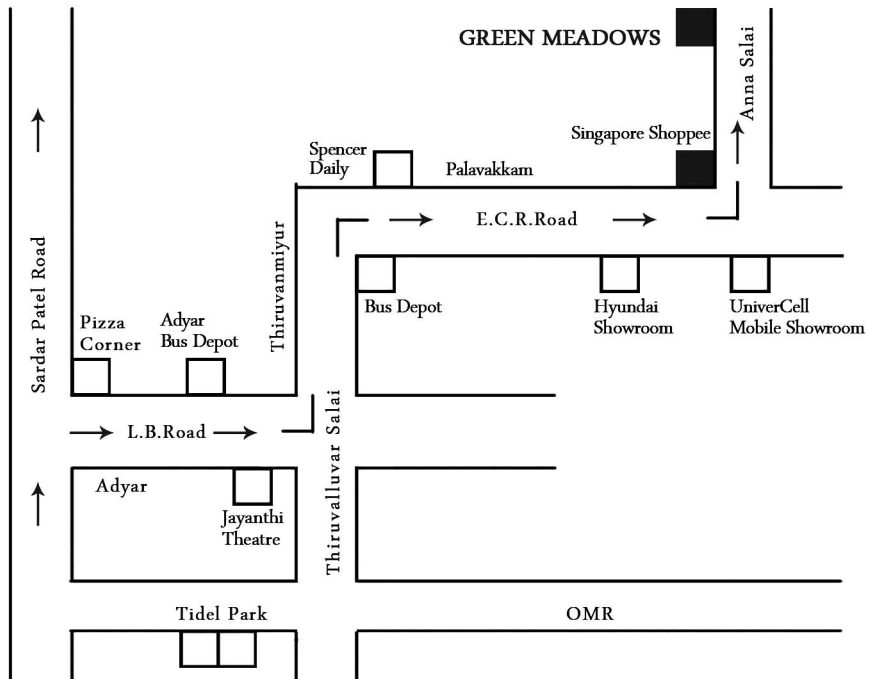 GREEN MEADOWS
Anna Salai
Singapore Shoppee
Spencer
Daily
Palavakkam
E.C.R.Road
Thiruvanmiyur
Sardar Patel Road
Bus Depot
Hyundai
Showroom
UniverCell
Mobile Showroom
Pizza
Corner
Adyar
Bus Depot
L.B.Road
Thiruvalluvar Salai
Adyar
Jayanthi
Theatre
Tidel Park
OMR